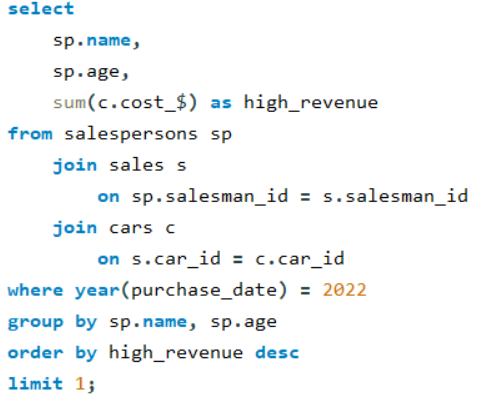 select
    sp.name,
    sp.age,
    sum(c.cost_$) as high_revenue
from salespersons sp
    join sales s
        on sp.salesman_id = s.salesman_id
    join cars c
        on s.car_id = c.car_id
where year(purchase_date) = 2022
group by sp.name, sp.age
order by high_revenue desc
limit 1;